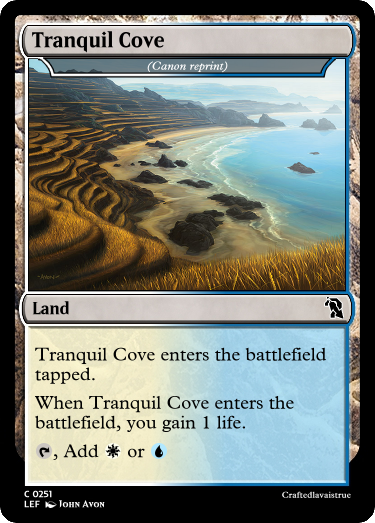 Tranquil Cove
(Canon reprint)
Land
Tranquil Cove enters the battlefield
tapped.
When Tranquil Cove enters the
battlefield, you gain 1 life.
, Add or
C 0251
LEF John Avon
Craftedlavaistrue